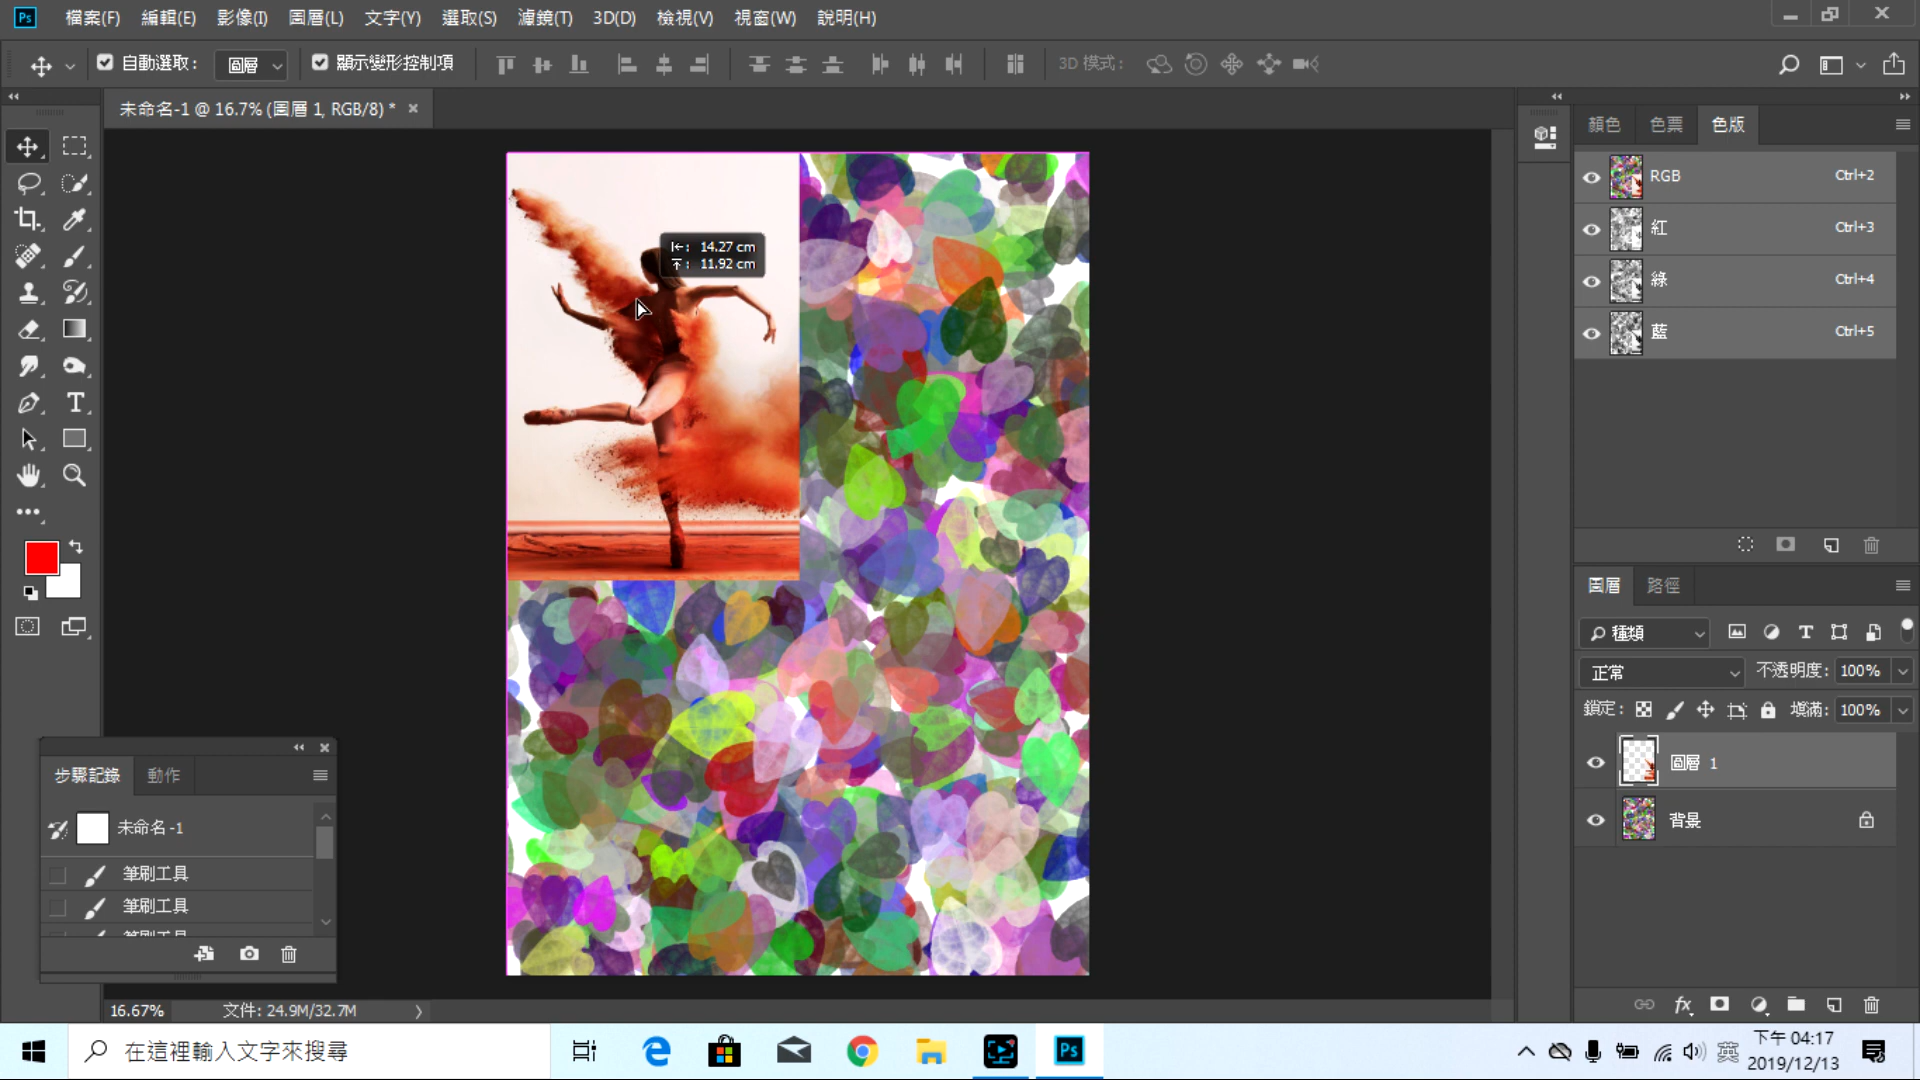 Ps 檔案(F) 編輯(E) 影像(I) 圖層(L) 文字(Y) 選取(S) 濾鏡(T) 3D(D) 檢視(V) 視窗(W) 說明(H)
自動選取： 圖層 顯示變形控制項 3D 模式：
未命名-1 @ 16.7% (圖層 1, RGB/8) * ×
14.27 cm
11.92 cm
顏色 色票 色版
RGB Ctrl+2
紅 Ctrl+3
綠 Ctrl+4
藍 Ctrl+5
圖層 路徑
種類
正常 不透明度： 100%
鎖定： 填滿： 100%
圖層 1
背景
步驟記錄 動作
未命名-1
筆刷工具
筆刷工具
筆刷工具
16.67% 文件: 24.9M/32.7M
在這裡輸入文字來搜尋
Ps
英
下午 04:17
2019/12/13